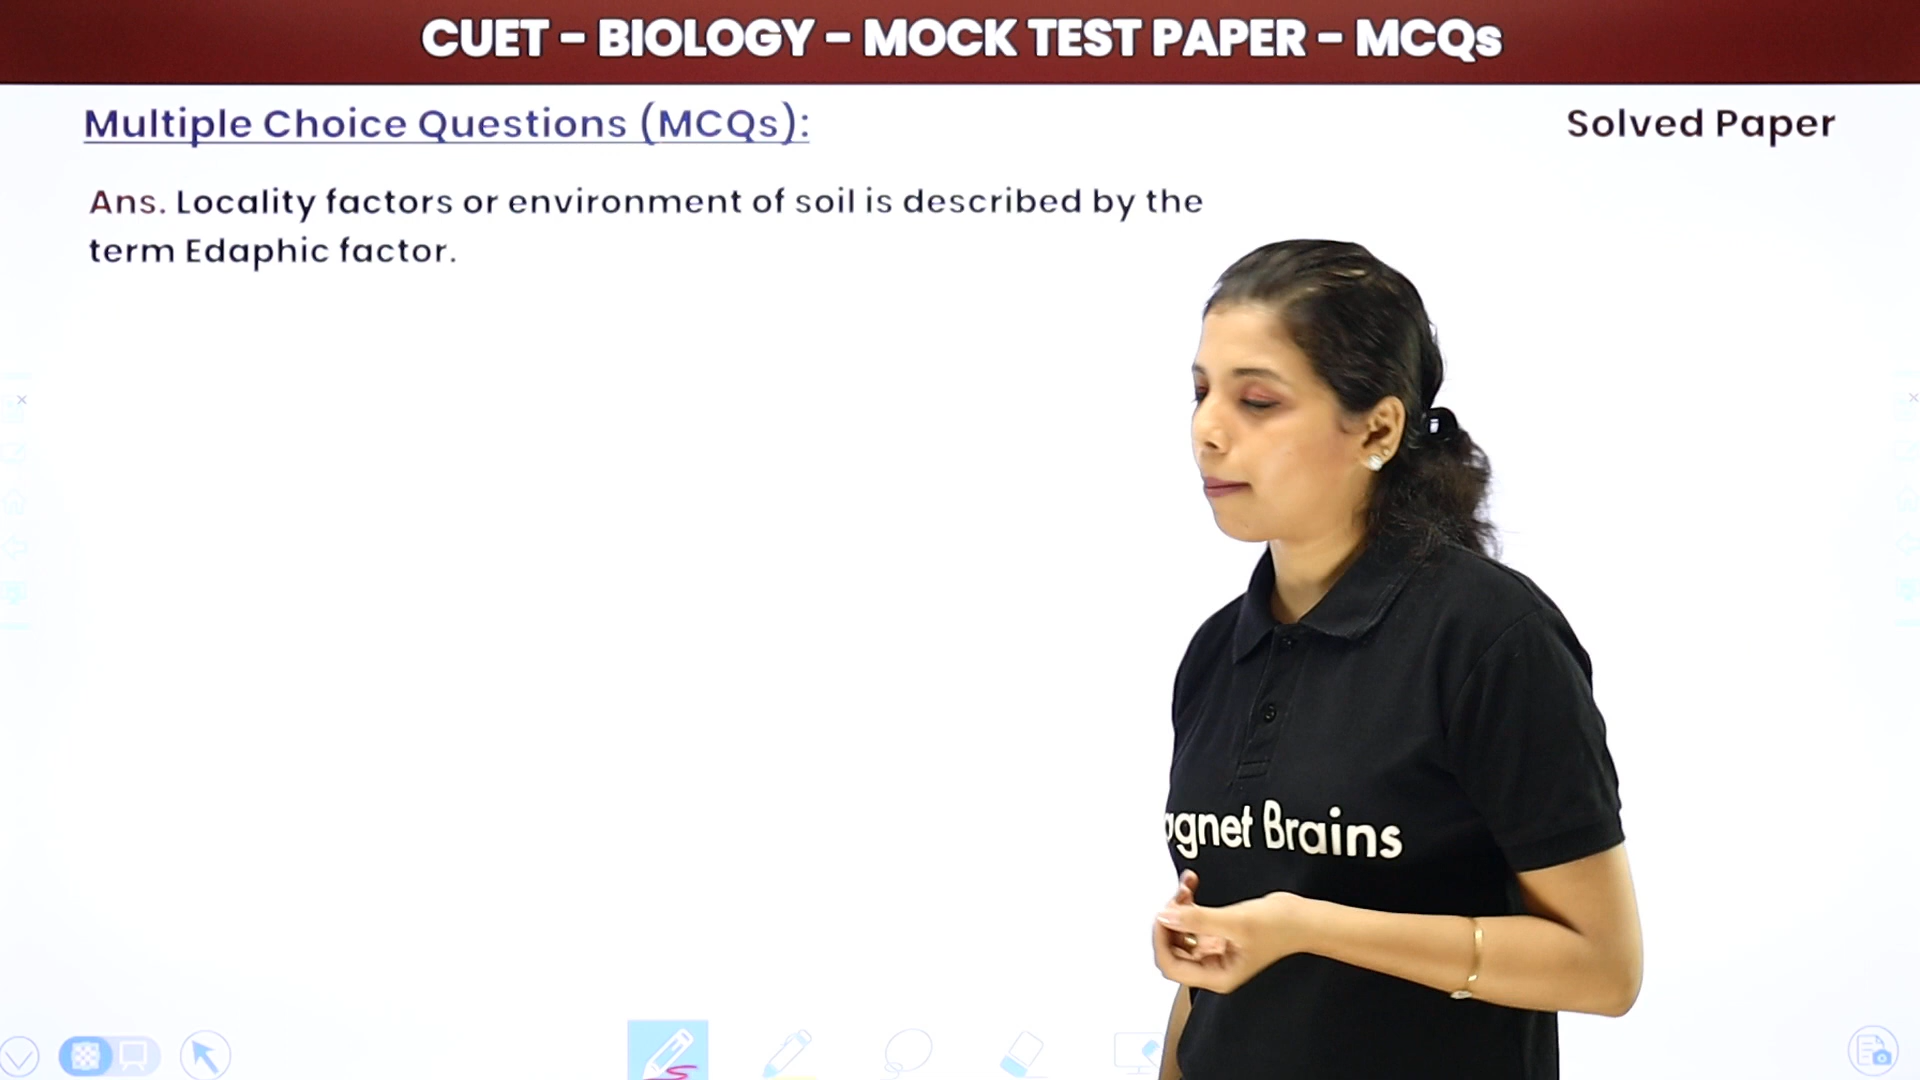 CUET - BIOLOGY - MOCK TEST PAPER - MCQs
Multiple Choice Questions (MCQs):
Solved Paper
Ans. Locality factors or environment of soil is described by the
term Edaphic factor.
agnet Brains